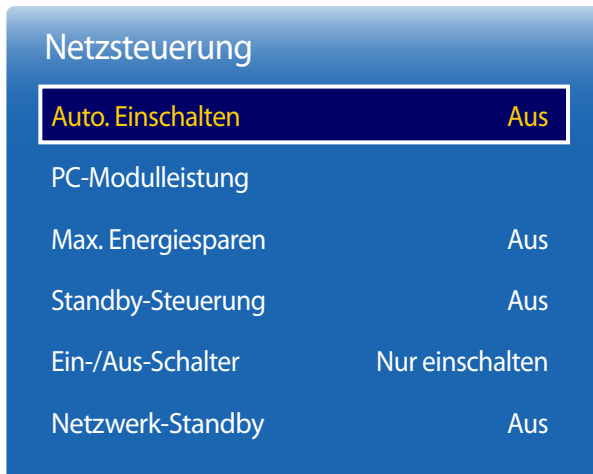 Netzsteuerung
Auto. Einschalten Aus
PC-Modulleistung
Max. Energiesparen Aus
Standby-Steuerung Aus
Ein-/Aus-Schalter Nur einschalten
Netzwerk-Standby Aus